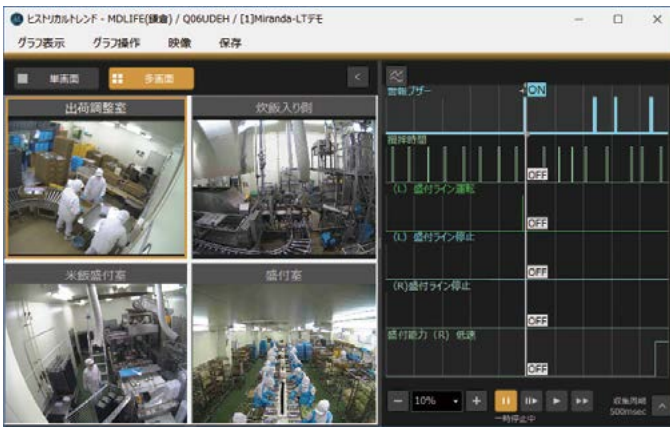 ヒストリカルトレンド - MDLIFE(鎌倉) / Q06UDEH / [1]Miranda-LTデモ
グラフ表示 グラフ操作 映像 保存
単画面 多画面
出荷調整室 炊飯入り側
米飯盛付室 盛付室
警報ブザー
ON
撹拌時間
OFF
(L) 盛付ライン運転
OFF
(L) 盛付ライン停止
OFF
(R)盛付ライン停止
OFF
盛付能力 (R) 低速
OFF
10%
一時停止中
収集周期
500msec